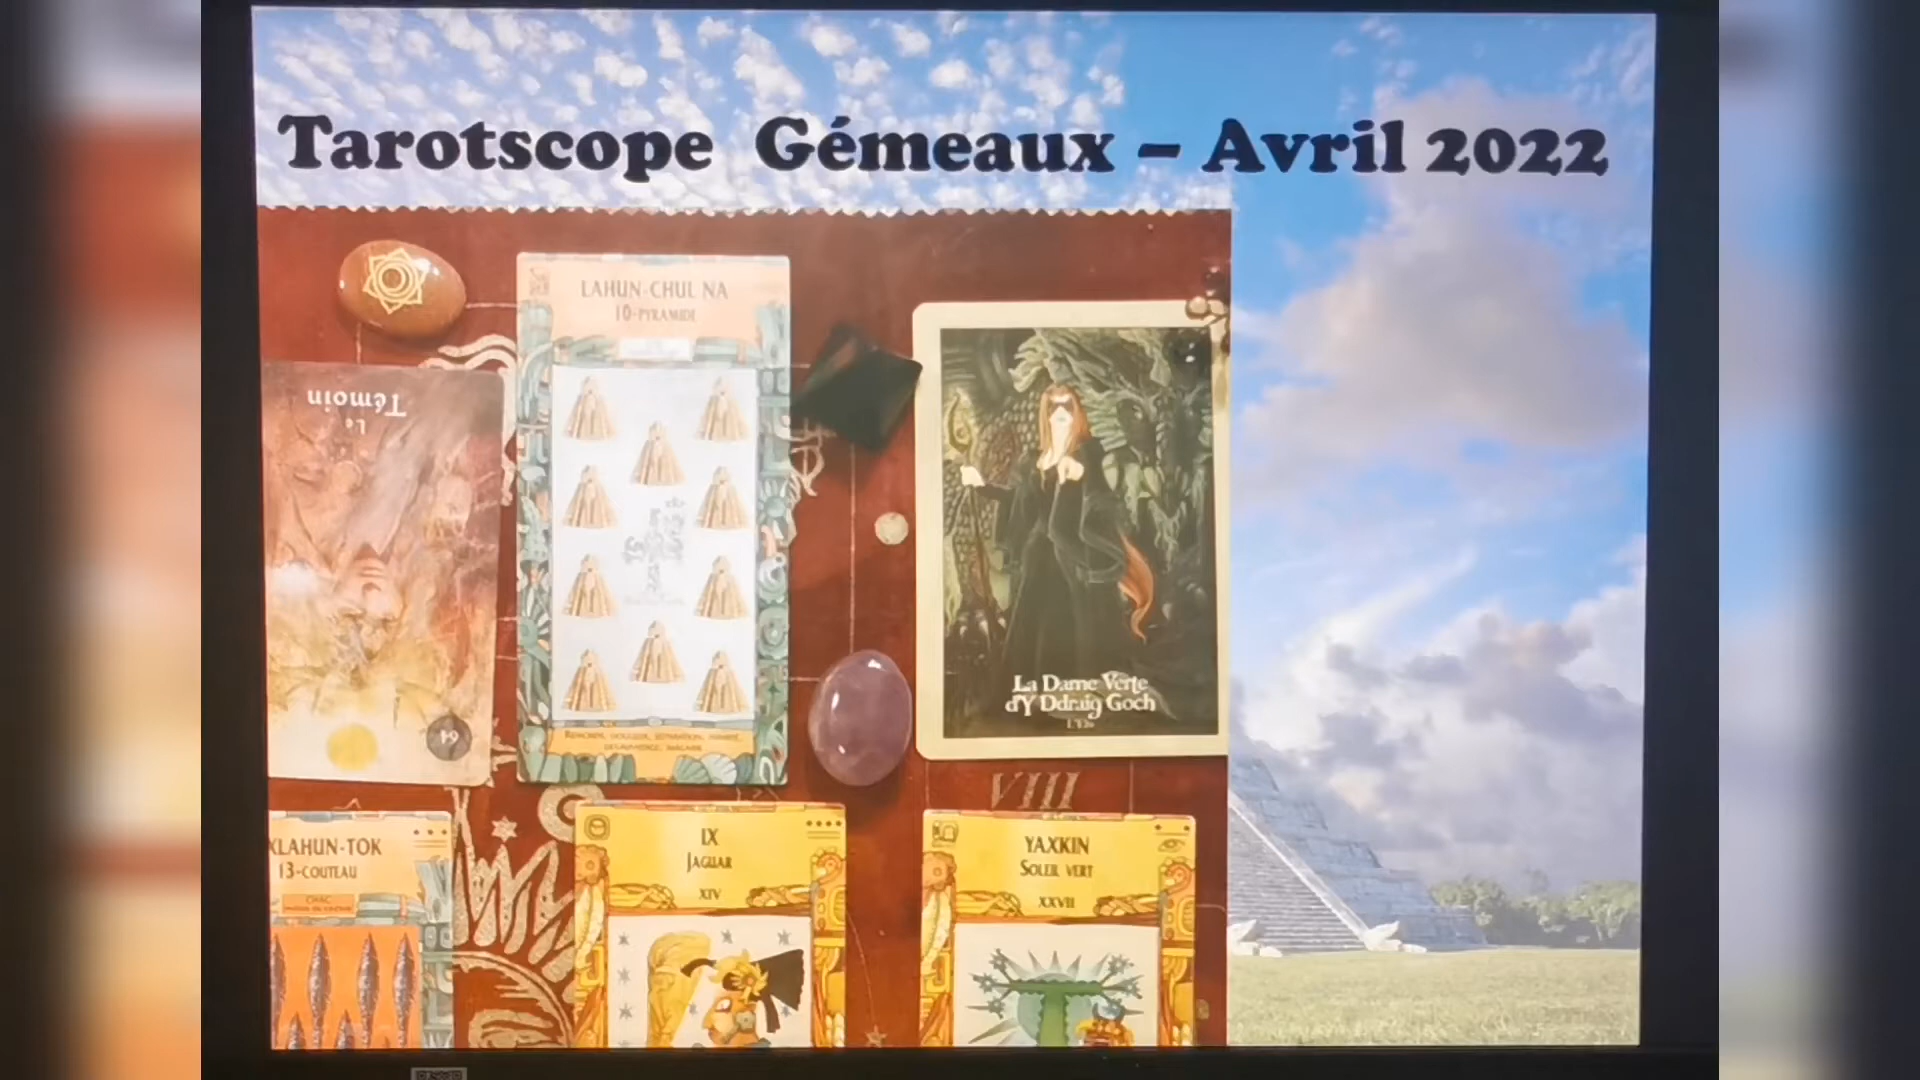 Tarotscope Gémeaux – Avril 2022
LAHUN-CHUL NA
10-PYRAMIDE
Le
Témoin
64
La Dame Verte
d'Y Ddraig Goch
VIII
XLAHUN-TOK
13-COUTEAU
IX
JAGUAR
XIV
YAXKIN
SOLEIL VERT
XXVII